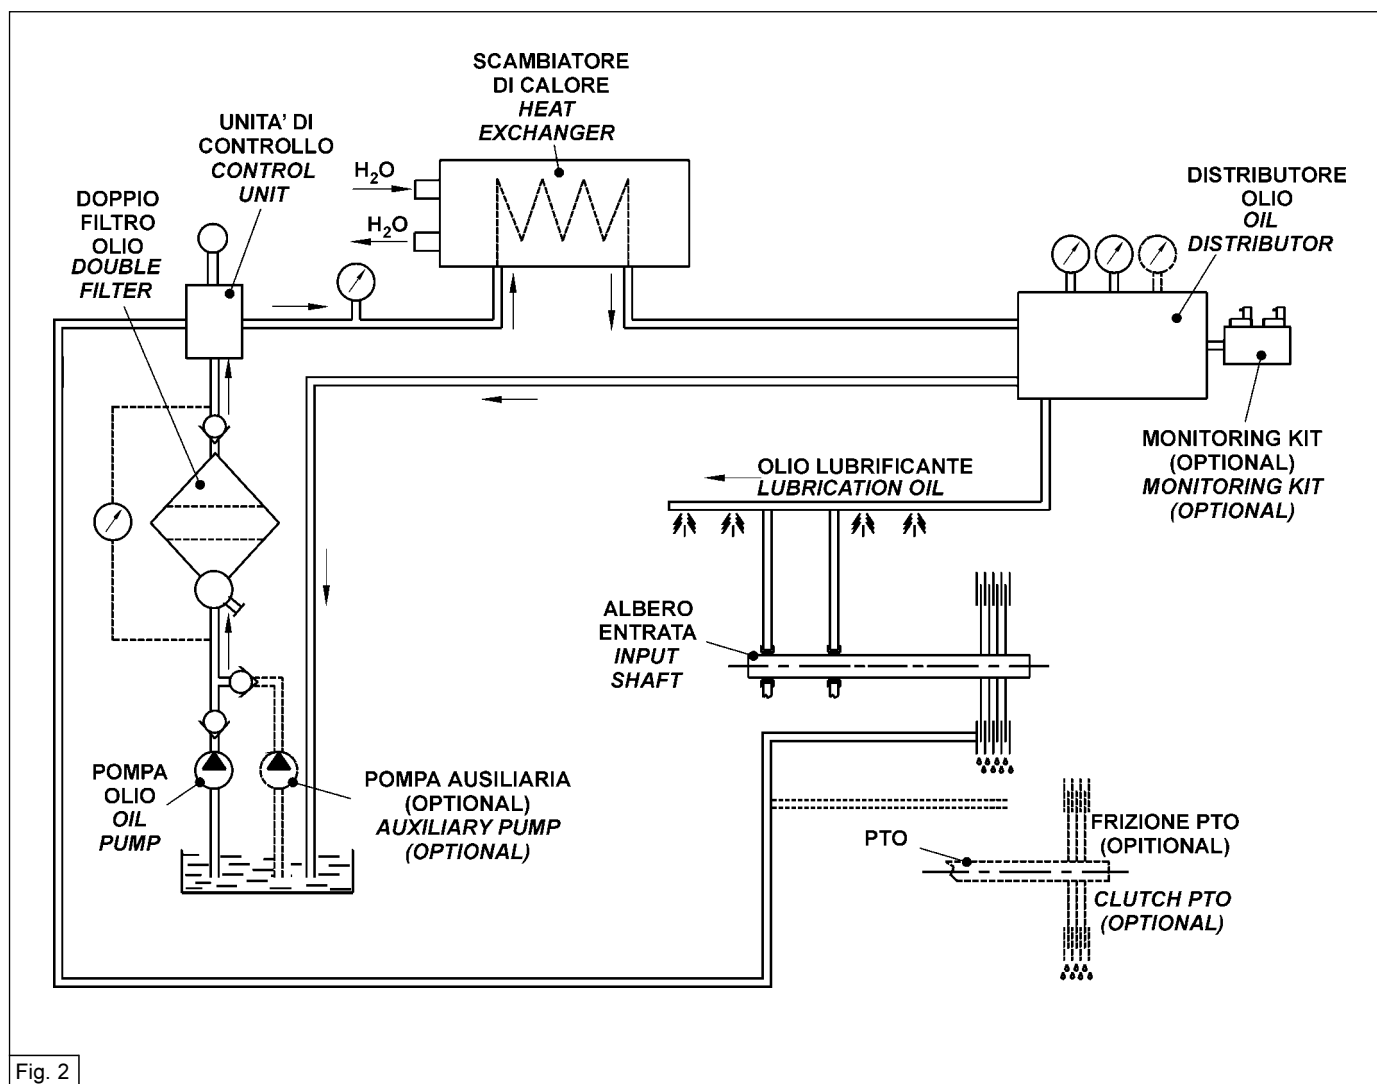 SCAMBIATORE
DI CALORE
HEAT
EXCHANGER
UNITA' DI
CONTROLLO
CONTROL
UNIT
H₂O
H₂O
DOPPIO
FILTRO
OLIO
DOUBLE
FILTER
DISTRIBUTORE
OLIO
OIL
DISTRIBUTOR
MONITORING KIT
(OPTIONAL)
MONITORING KIT
(OPTIONAL)
OLIO LUBRIFICANTE
LUBRICATION OIL
ALBERO
ENTRATA
INPUT
SHAFT
POMPA
OLIO
OIL
PUMP
POMPA AUSILIARIA
(OPTIONAL)
AUXILIARY PUMP
(OPTIONAL)
PTO
FRIZIONE PTO
(OPITIONAL)
CLUTCH PTO
(OPTIONAL)
Fig. 2